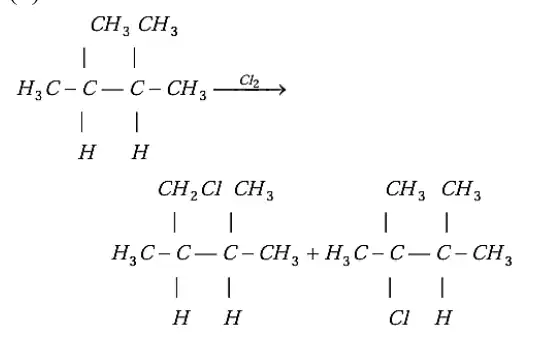 CH₃ CH₃
| |
H₃C – C — C – CH₃ —Cl₂→
| |
H H
CH₂Cl CH₃ CH₃ CH₃
| | | |
H₃C – C — C – CH₃ + H₃C – C — C – CH₃
| | | |
H H Cl H